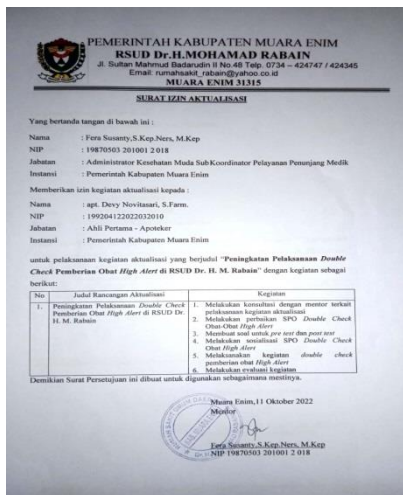 PEMERINTAH KABUPATEN MUARA ENIM
RSUD Dr.H.MOHAMAD RABAIN
Jl. Sultan Mahmud Badarudin II No.48 Telp. 0734 – 424747 / 424345
Email: rumahsakit_rabain@yahoo.co.id
MUARA ENIM 31315
SURAT IZIN AKTUALISASI
Yang bertanda tangan di bawah ini :
Nama : Fera Susanty,S.Kep.Ners, M.Kep
NIP : 19870503 201001 2 018
Jabatan : Administrator Kesehatan Muda Sub Koordinator Pelayanan Penunjang Medik
Instansi : Pemerintah Kabupaten Muara Enim
Memberikan izin kegiatan aktualisasi kepada :
Nama : apt. Devy Novitasari, S.Farm.
NIP : 199204122022032010
Jabatan : Ahli Pertama - Apoteker
Instansi : Pemerintah Kabupaten Muara Enim
untuk pelaksanaan kegiatan aktualisasi yang berjudul "Peningkatan Pelaksanaan Double
Check Pemberian Obat High Alert di RSUD Dr. H. M. Rabain" dengan kegiatan sebagai
berikut:
No Judul Rancangan Aktualisasi Kegiatan
1. Peningkatan Pelaksanaan Double Check
Pemberian Obat High Alert di RSUD Dr.
H. M. Rabain
1. Melakukan konsultasi dengan mentor terkait
pelaksanaan kegiatan aktualisasi
2. Melakukan perbaikan SPO Double Check
Obat-Obat High Alert
3. Membuat soal untuk pre test dan post test
4. Melakukan sosialisasi SPO Double Check
Obat High Alert
5. Melaksanakan kegiatan double check
pemberian obat High Alert
6. Melakukan evaluasi kegiatan
Demikian Surat Persetujuan ini dibuat untuk digunakan sebagaimana mestinya.
Muara Enim,11 Oktober 2022
Mentor
Fera Susanty,S.Kep.Ners, M.Kep
NIP 19870503 201001 2 018